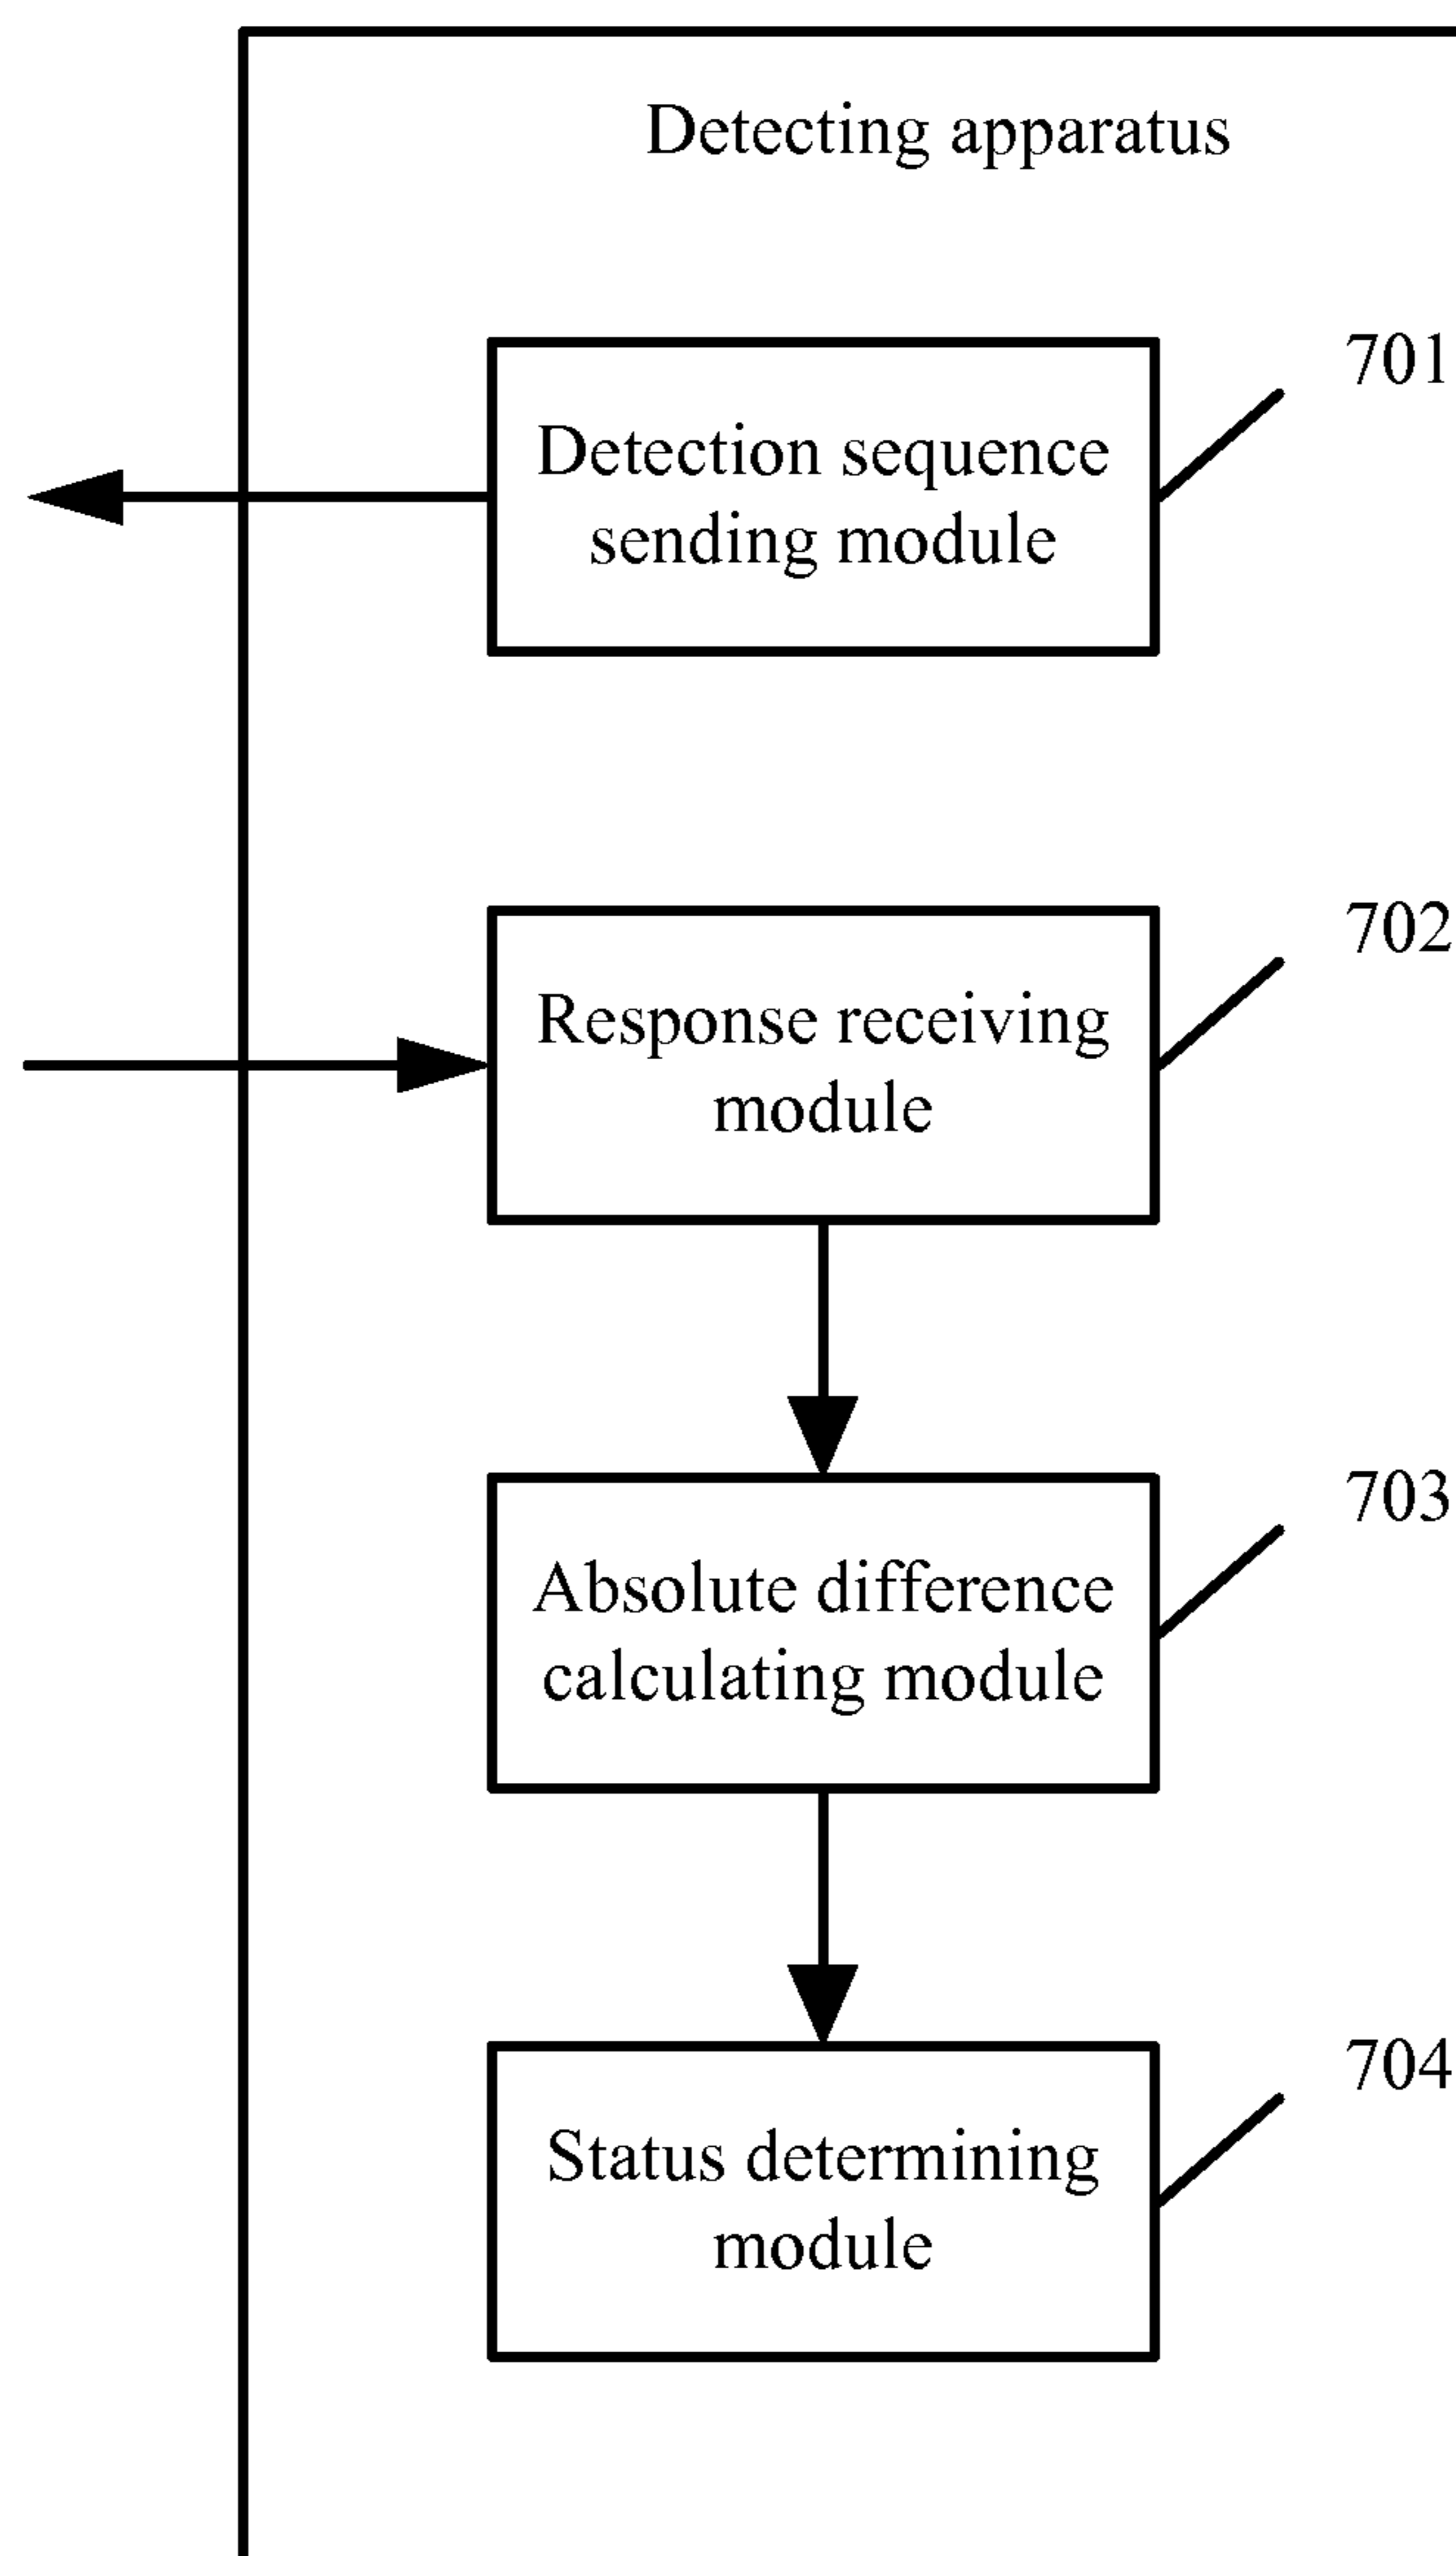 Detecting apparatus
701
Detection sequence
sending module
702
Response receiving
module
703
Absolute difference
calculating module
704
Status determining
module